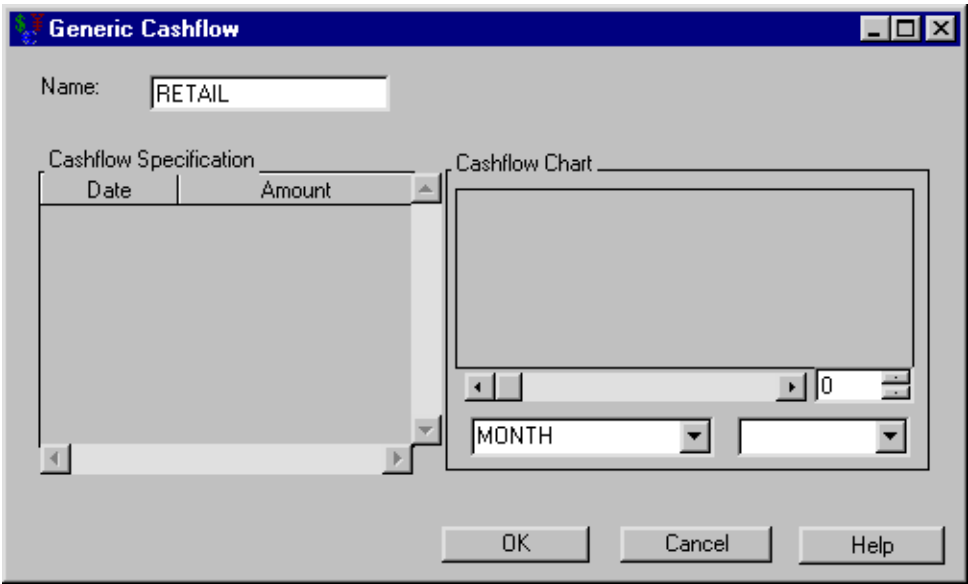 Generic Cashflow
Name: RETAIL
Cashflow Specification
Date Amount
Cashflow Chart
0
MONTH
OK Cancel Help